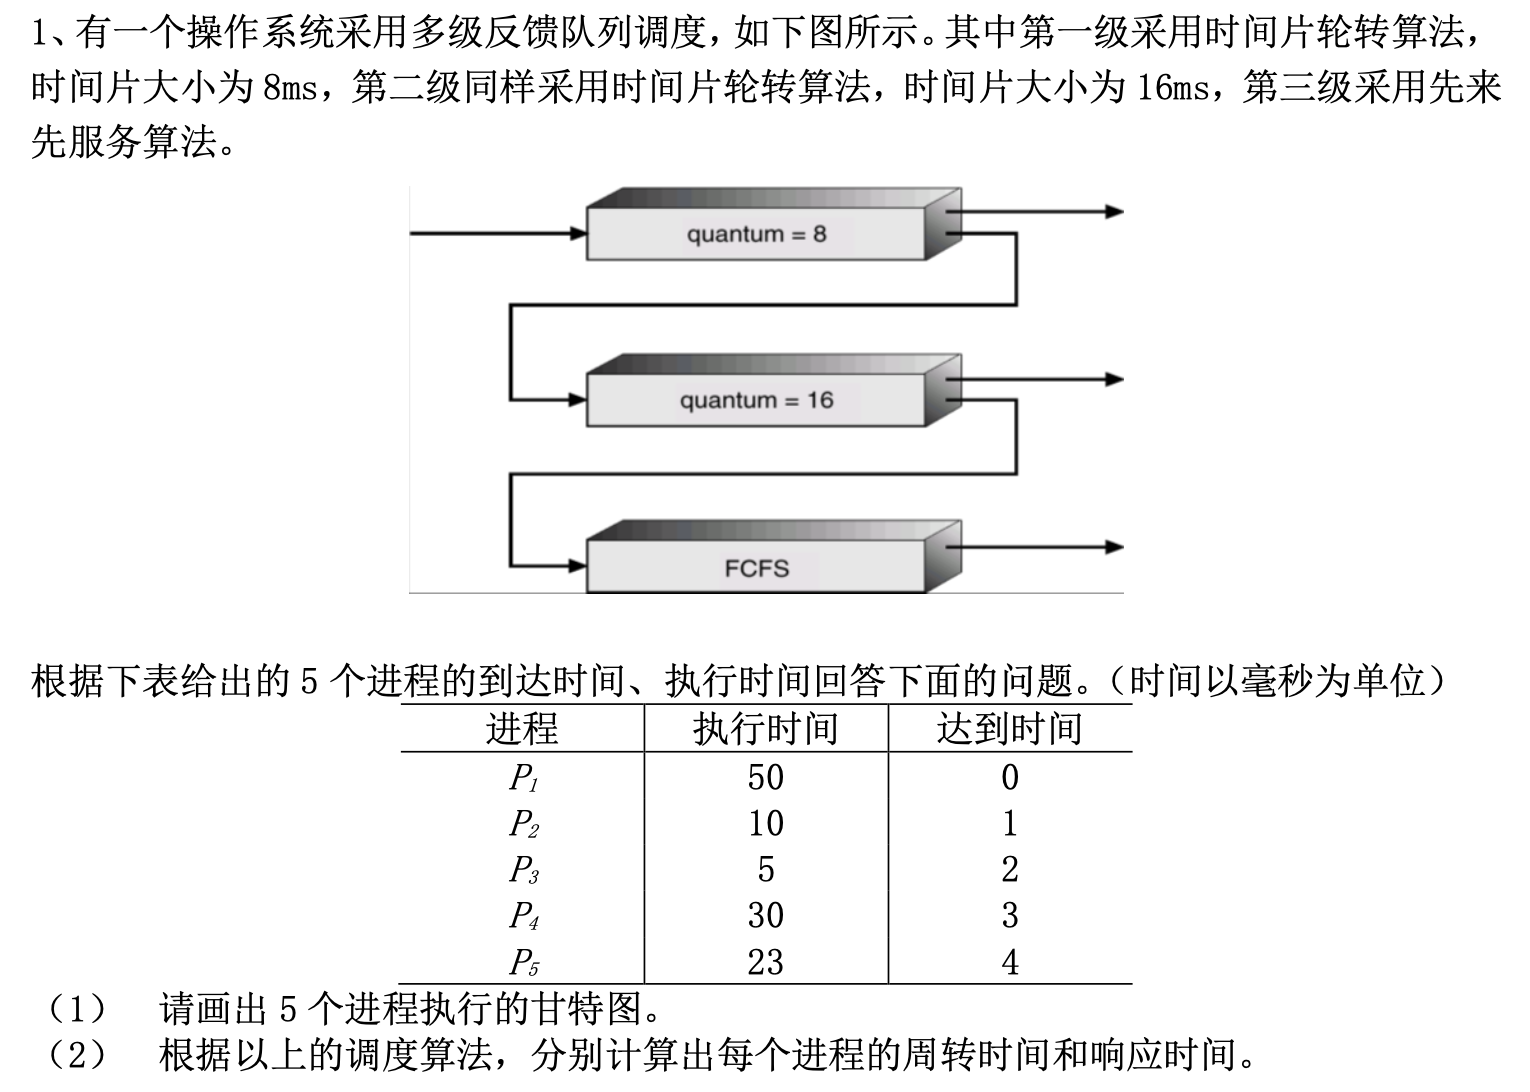 1、有一个操作系统采用多级反馈队列调度，如下图所示。其中第一级采用时间片轮转算法，
时间片大小为 8ms，第二级同样采用时间片轮转算法，时间片大小为 16ms，第三级采用先来
先服务算法。
quantum = 8
quantum = 16
FCFS
根据下表给出的 5 个进程的到达时间、执行时间回答下面的问题。（时间以毫秒为单位）
进程 执行时间 达到时间
P1 50 0
P2 10 1
P3 5 2
P4 30 3
P5 23 4
（1） 请画出 5 个进程执行的甘特图。
（2） 根据以上的调度算法，分别计算出每个进程的周转时间和响应时间。